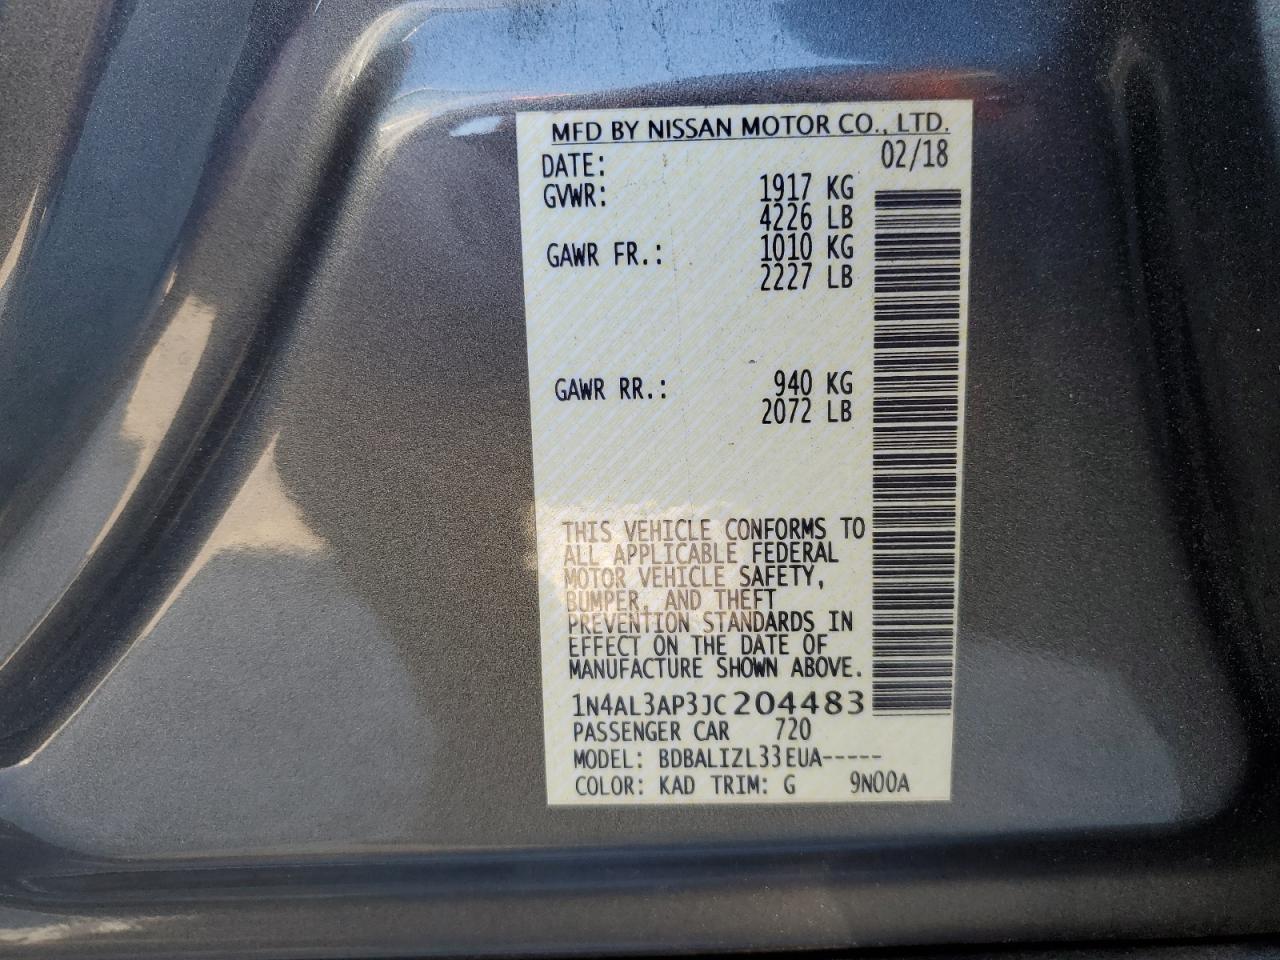 MFD BY NISSAN MOTOR CO., LTD.
DATE: 02/18
GVWR: 1917 KG
4226 LB
GAWR FR.: 1010 KG
2227 LB
GAWR RR.: 940 KG
2072 LB
THIS VEHICLE CONFORMS TO
ALL APPLICABLE FEDERAL
MOTOR VEHICLE SAFETY,
BUMPER, AND THEFT
PREVENTION STANDARDS IN
EFFECT ON THE DATE OF
MANUFACTURE SHOWN ABOVE.
1N4AL3AP3JC204483
PASSENGER CAR 720
MODEL: BDBALIZL33EUA-----
COLOR: KAD TRIM: G 9N00A